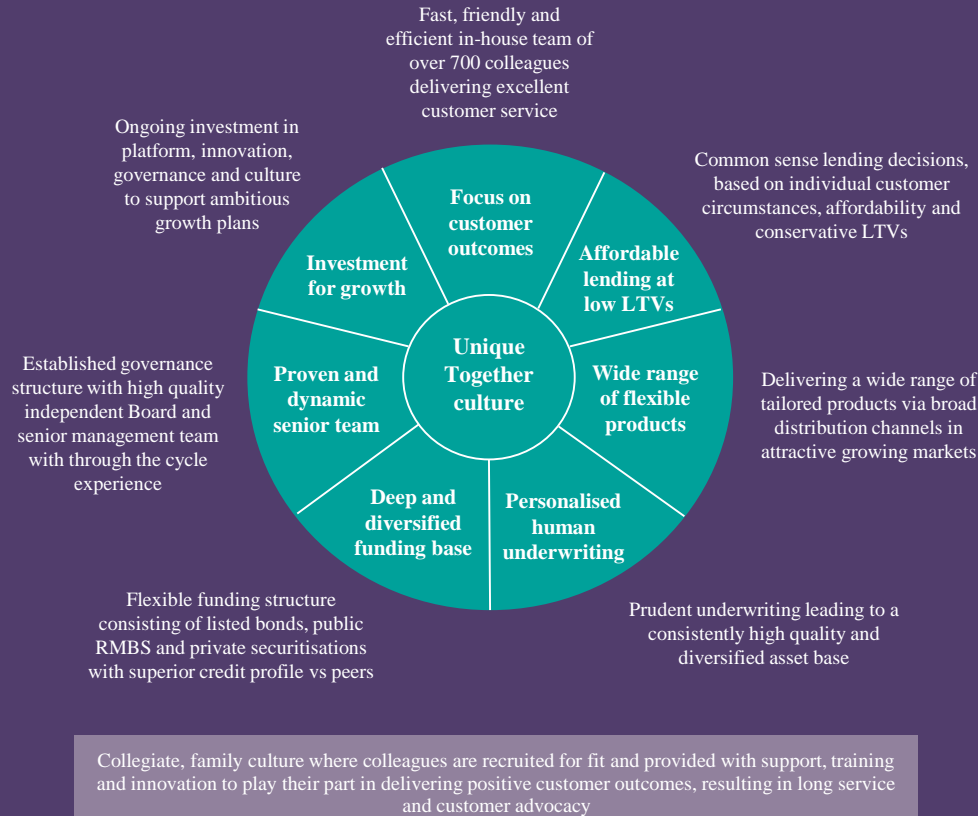 Fast, friendly and
efficient in-house team of
over 700 colleagues
delivering excellent
customer service
Ongoing investment in
platform, innovation,
governance and culture
to support ambitious
growth plans
Common sense lending decisions,
based on individual customer
circumstances, affordability and
conservative LTVs
Focus on
customer
outcomes
Investment
for growth
Affordable
lending at
low LTVs
Unique
Together
culture
Established governance
structure with high quality
independent Board and
senior management team
with through the cycle
experience
Proven and
dynamic
senior team
Wide range
of flexible
products
Delivering a wide range of
tailored products via broad
distribution channels in
attractive growing markets
Deep and
diversified
funding base
Personalised
human
underwriting
Flexible funding structure
consisting of listed bonds, public
RMBS and private securitisations
with superior credit profile vs peers
Prudent underwriting leading to a
consistently high quality and
diversified asset base
Collegiate, family culture where colleagues are recruited for fit and provided with support, training
and innovation to play their part in delivering positive customer outcomes, resulting in long service
and customer advocacy